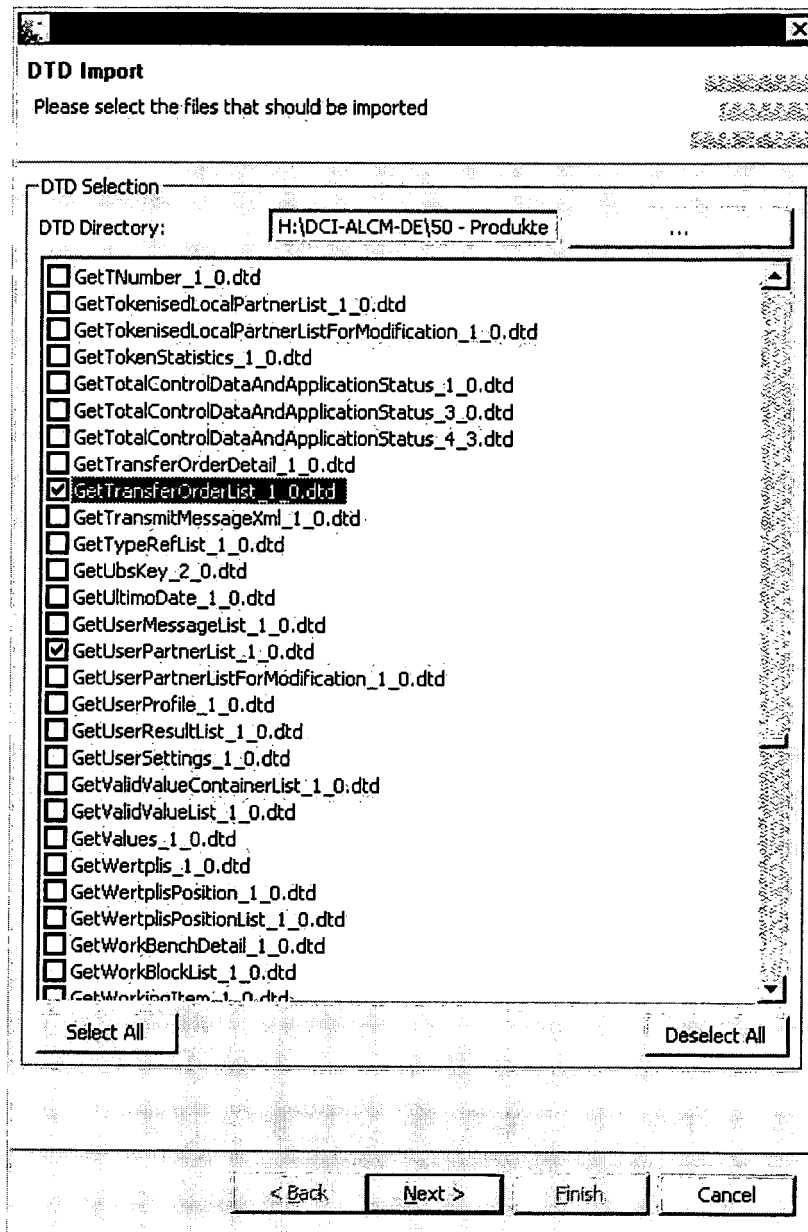 DTD Import
Please select the files that should be imported
DTD Selection
DTD Directory: H:\DCI-ALCM-DE\50 - Produkte ...
GetTNumber_1_0.dtd
GetTokenisedLocalPartnerList_1_0.dtd
GetTokenisedLocalPartnerListForModification_1_0.dtd
GetTokenStatistics_1_0.dtd
GetTotalControlDataAndApplicationStatus_1_0.dtd
GetTotalControlDataAndApplicationStatus_3_0.dtd
GetTotalControlDataAndApplicationStatus_4_3.dtd
GetTransferOrderDetail_1_0.dtd
GetTransferOrderList_1_0.dtd
GetTransmitMessageXml_1_0.dtd
GetTypeRefList_1_0.dtd
GetUbsKey_2_0.dtd
GetUltimoDate_1_0.dtd
GetUserMessageList_1_0.dtd
GetUserPartnerList_1_0.dtd
GetUserPartnerListForModification_1_0.dtd
GetUserProfile_1_0.dtd
GetUserResultList_1_0.dtd
GetUserSettings_1_0.dtd
GetValidValueContainerList_1_0.dtd
GetValidValueList_1_0.dtd
GetValues_1_0.dtd
GetWertplis_1_0.dtd
GetWertplisPosition_1_0.dtd
GetWertplisPositionList_1_0.dtd
GetWorkBenchDetail_1_0.dtd
GetWorkBlockList_1_0.dtd
GetWorkingItem_1_0.dtd
Select All Deselect All
< Back Next > Finish Cancel